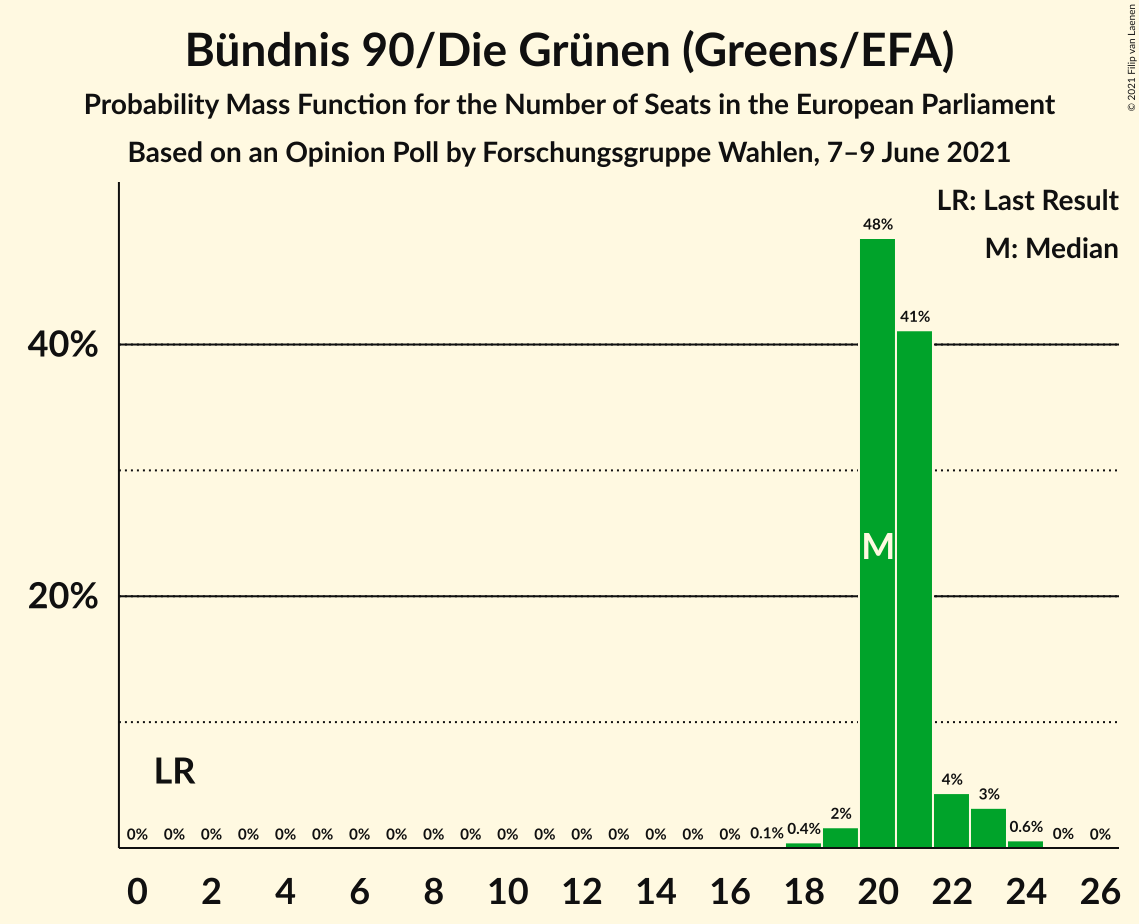 Bündnis 90/Die Grünen (Greens/EFA)
Probability Mass Function for the Number of Seats in the European Parliament
Based on an Opinion Poll by Forschungsgruppe Wahlen, 7–9 June 2021
© 2021 Filip van Laenen
LR: Last Result
M: Median
48%
41%
40%
M
20%
LR
0% 0% 0% 0% 0% 0% 0% 0% 0% 0% 0% 0% 0% 0% 0% 0% 0% 0.1% 0.4% 2% 4% 3% 0.6% 0% 0%
0 2 4 6 8 10 12 14 16 18 20 22 24 26